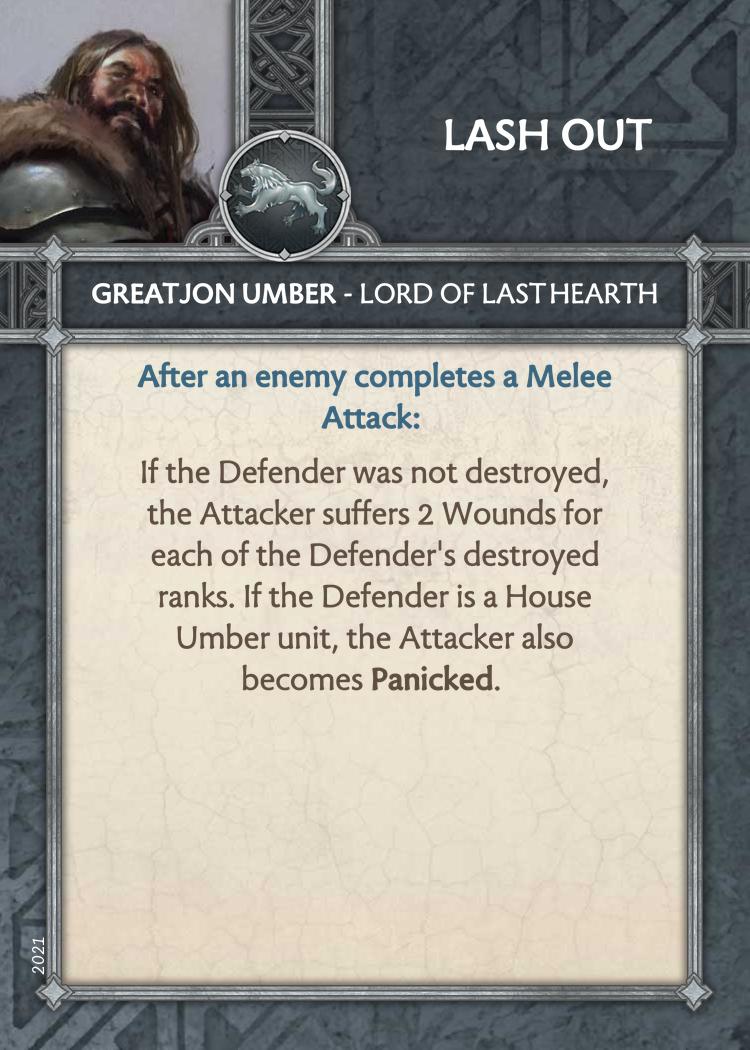 LASH OUT
GREATJON UMBER - LORD OF LAST HEARTH
After an enemy completes a Melee
Attack:
If the Defender was not destroyed,
the Attacker suffers 2 Wounds for
each of the Defender's destroyed
ranks. If the Defender is a House
Umber unit, the Attacker also
becomes Panicked.
2021